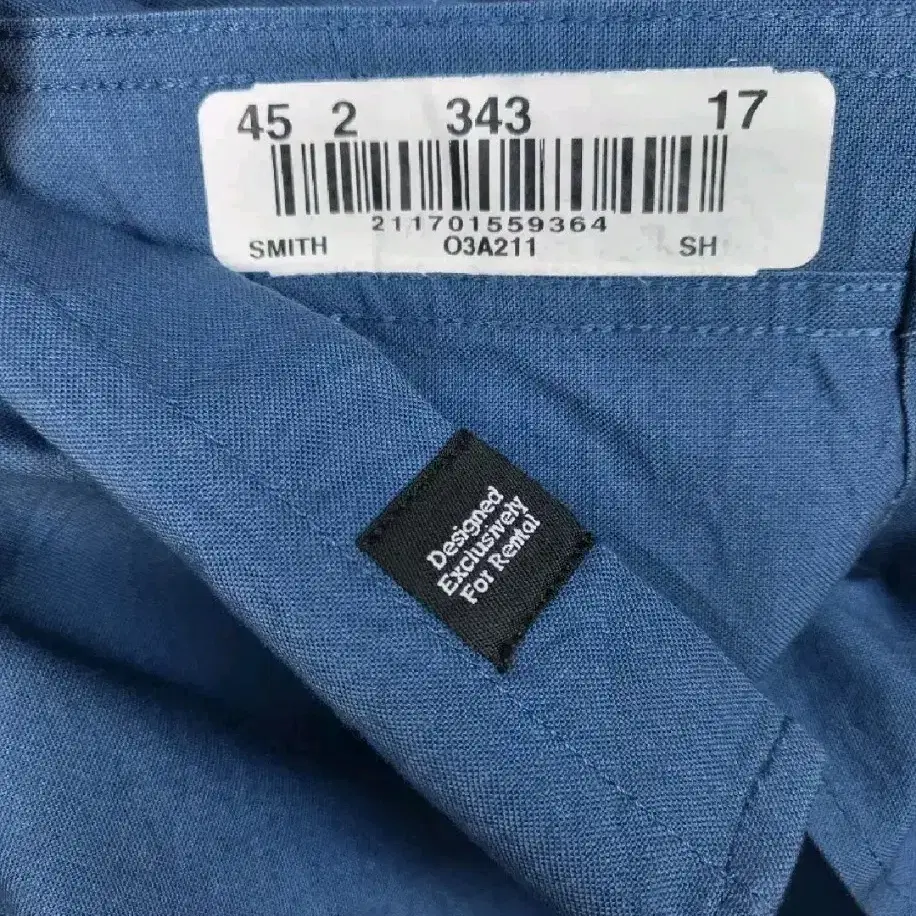 45 2 343 17
211701559364
SMITH O3A211 SH
Designed
Exclusively
For Rental